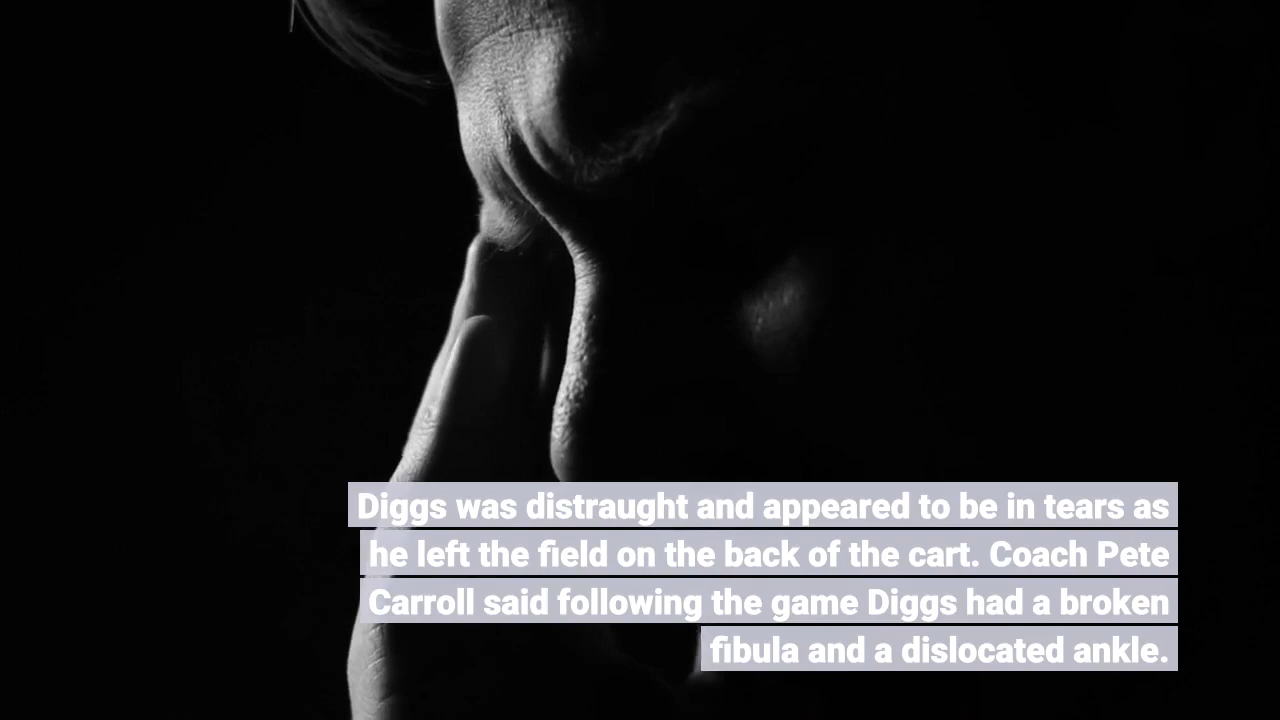 Diggs was distraught and appeared to be in tears as
he left the field on the back of the cart. Coach Pete
Carroll said following the game Diggs had a broken
fibula and a dislocated ankle.